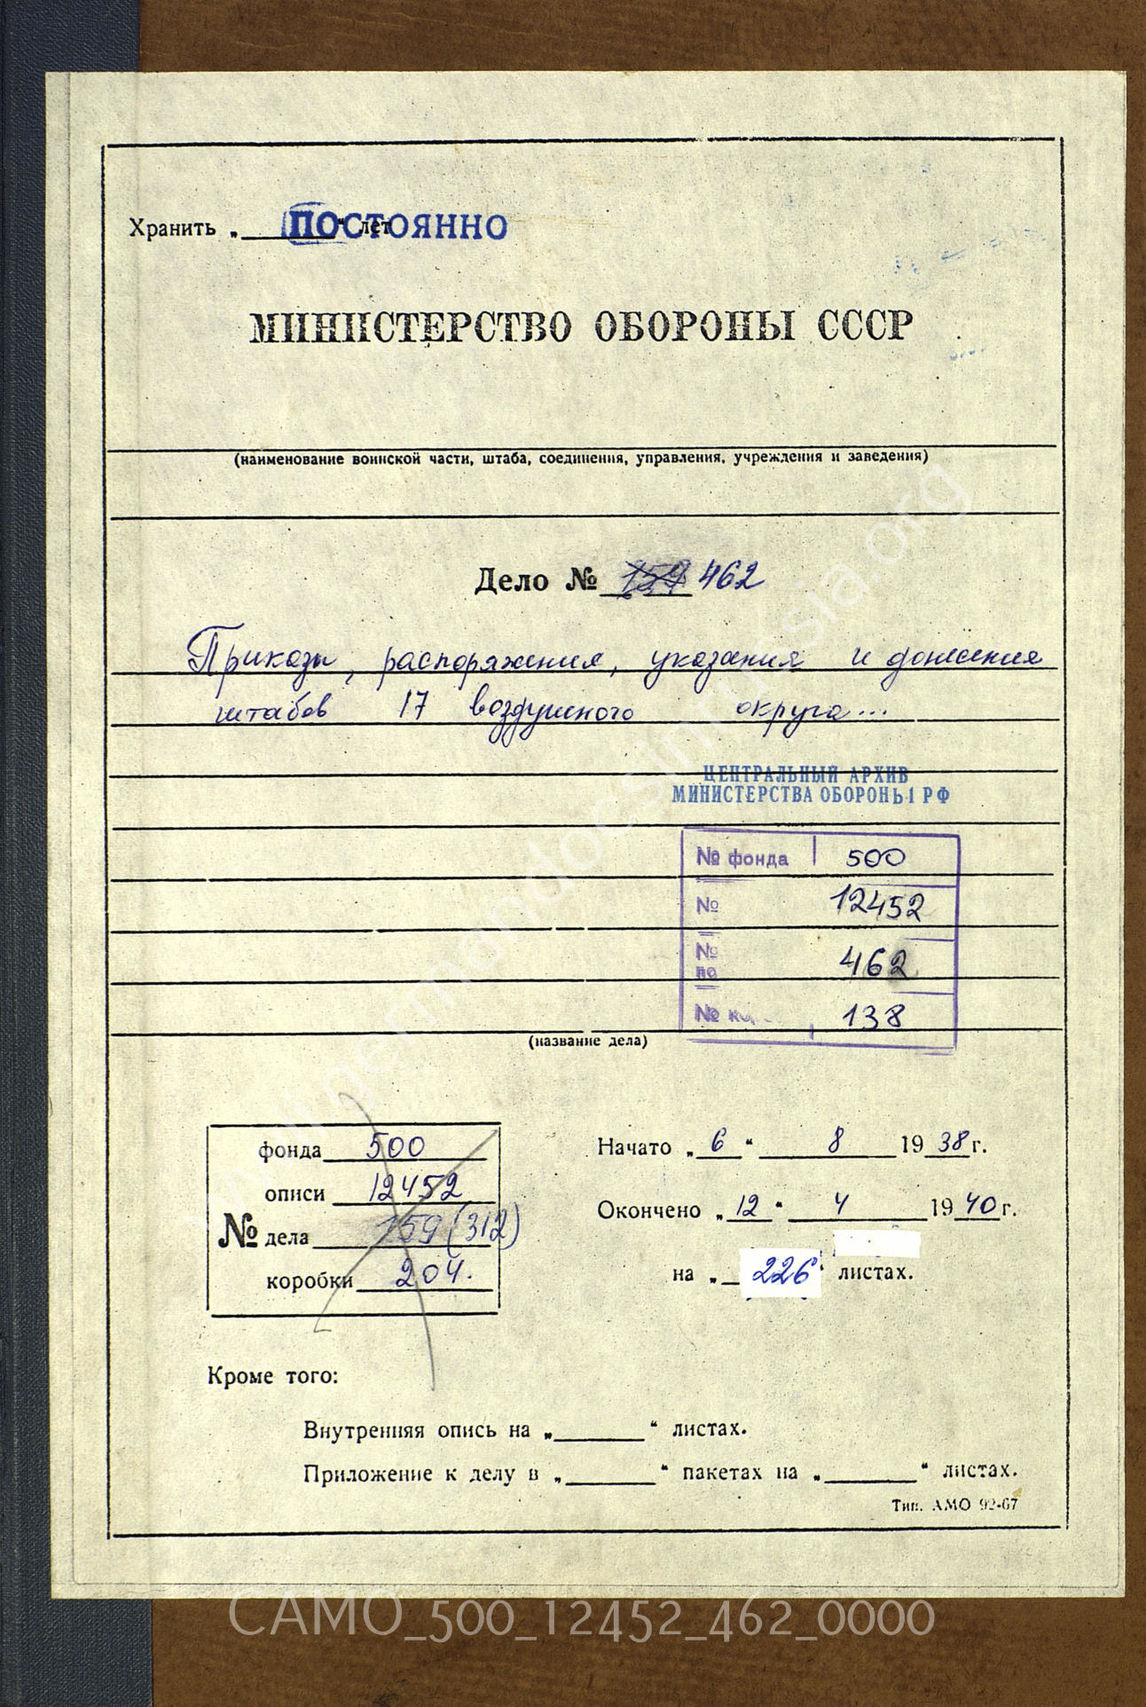 Хранить „ “ лет ПОСТОЯННО
МИНИСТЕРСТВО ОБОРОНЫ СССР
(наименование воинской части, штаба, соединения, управления, учреждения и заведения)
Дело № 159 462
Приказы, распоряжения, указания и донесения
штабов 17 воздушного округа...
ЦЕНТРАЛЬНЫЙ АРХИВ
МИНИСТЕРСТВА ОБОРОНЫ РФ
№ фонда 500
№ 12452
№ по 462
№ 138
(название дела)
фонда 500
описи 12452
№ дела 159 (312)
коробки 204.
Начато „6“ 8 1938 г.
Окончено „12“ 4 1940 г.
на „226“ листах.
Кроме того:
Внутренняя опись на „ “ листах.
Приложение к делу в „ “ пакетах на „ “ листах.
Тип. АМО 92-67
CAMO_500_12452_462_0000